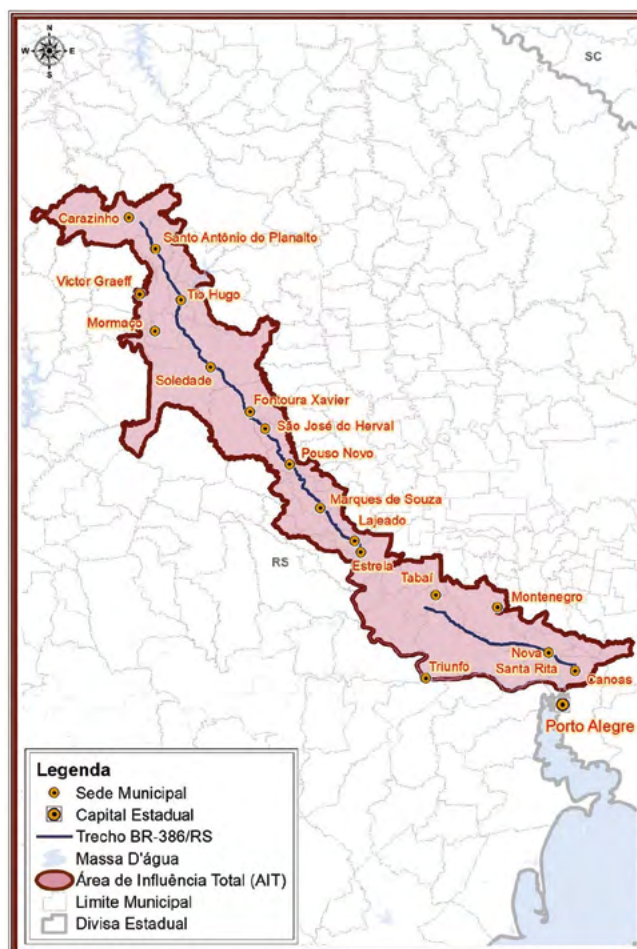 N
W E
S
SC
Carazinho
Santo Antônio do Planalto
Victor Graeff
Tio Hugo
Mormaço
Soledade
Fontoura Xavier
São José do Herval
Pouso Novo
Marques de Souza
Lajeado
RS
Estrela
Tabaí
Montenegro
Nova
Santa Rita
Triunfo
Canoas
Porto Alegre
Legenda
Sede Municipal
Capital Estadual
Trecho BR-386/RS
Massa D'água
Área de Influência Total (AIT)
Limite Municipal
Divisa Estadual